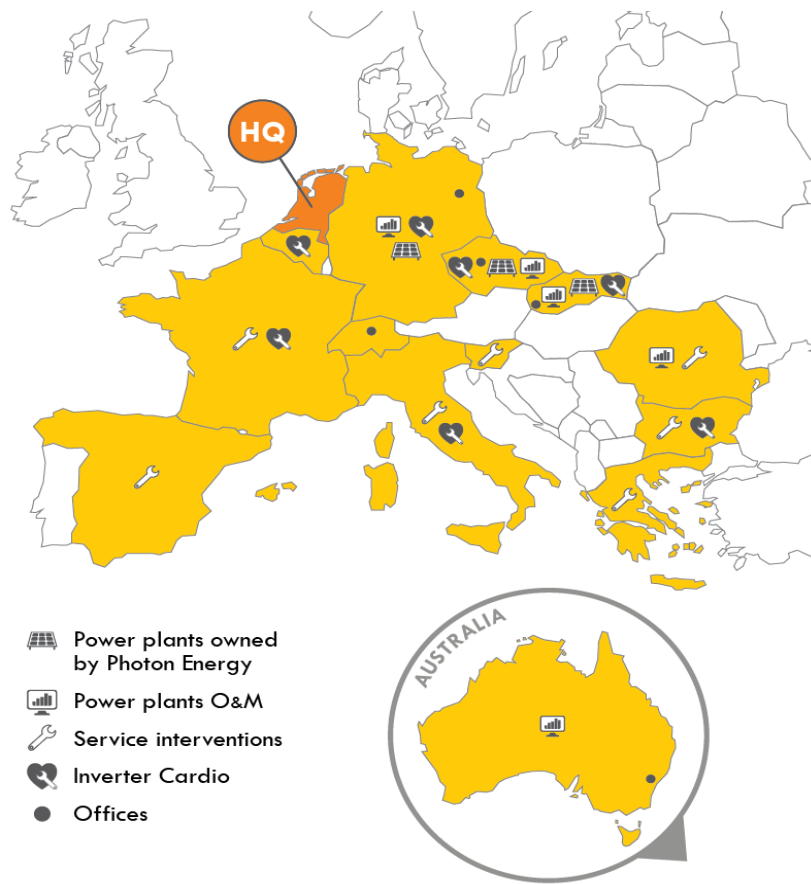 HQ
Power plants owned
by Photon Energy
Power plants O&M
Service interventions
Inverter Cardio
Offices
AUSTRALIA